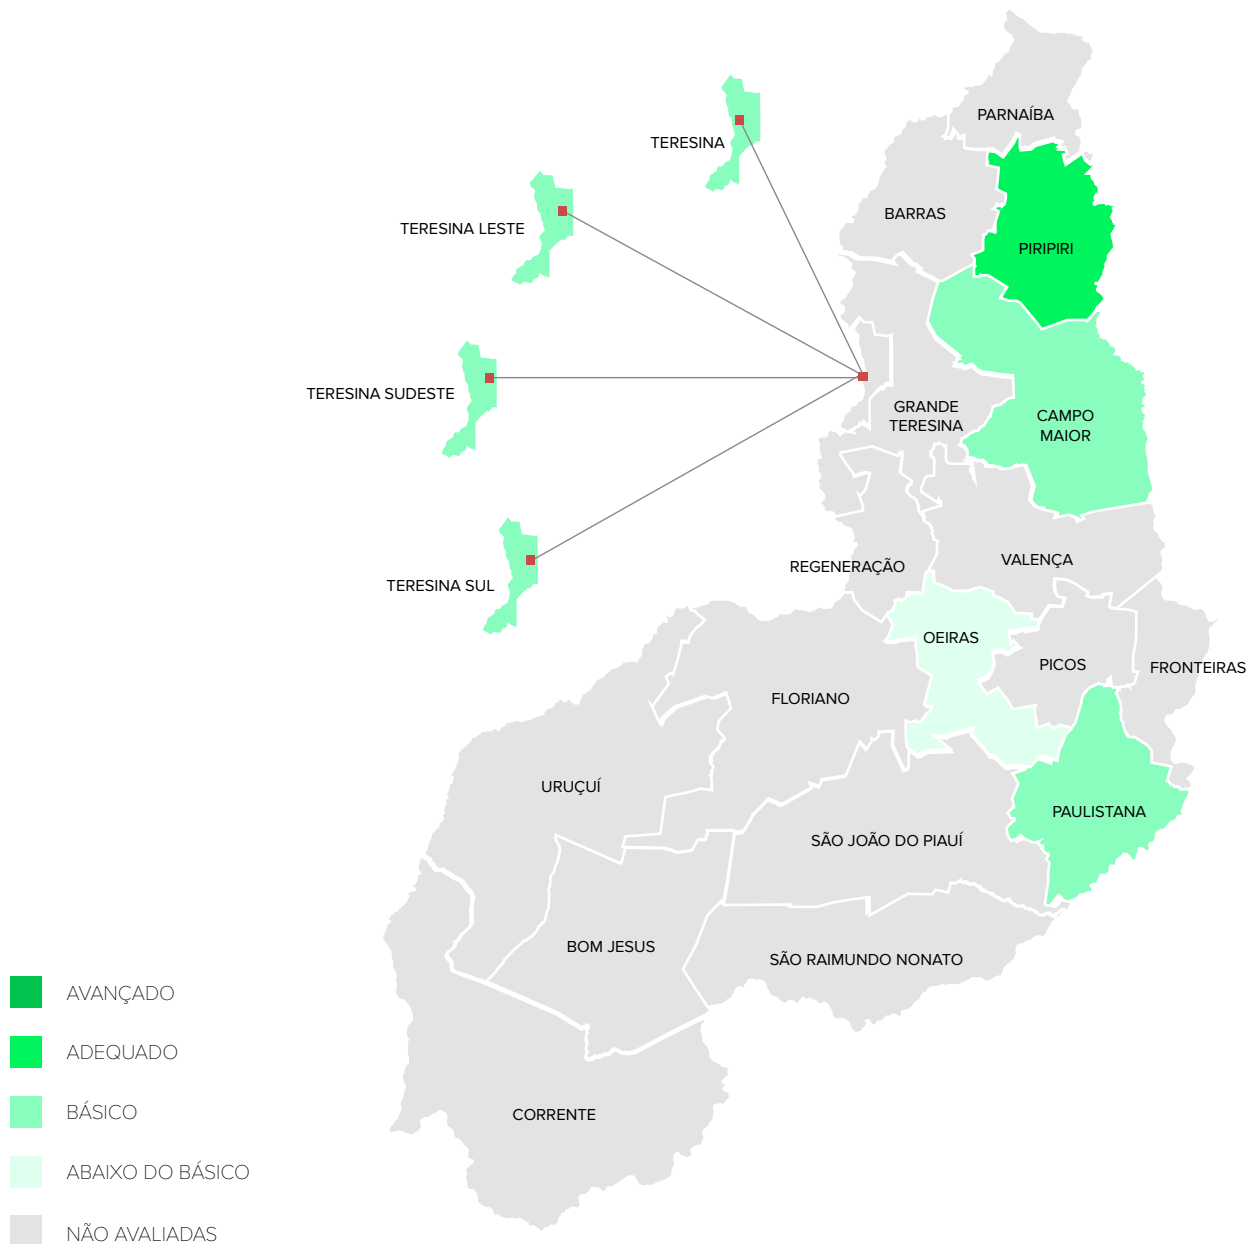 PARNAÍBA
TERESINA
BARRAS
TERESINA LESTE
PIRIPIRI
TERESINA SUDESTE
GRANDE
TERESINA
CAMPO
MAIOR
VALENÇA
REGENERAÇÃO
TERESINA SUL
OEIRAS
PICOS
FRONTEIRAS
FLORIANO
URUÇUÍ
PAULISTANA
SÃO JOÃO DO PIAUÍ
BOM JESUS
SÃO RAIMUNDO NONATO
CORRENTE
AVANÇADO
ADEQUADO
BÁSICO
ABAIXO DO BÁSICO
NÃO AVALIADAS